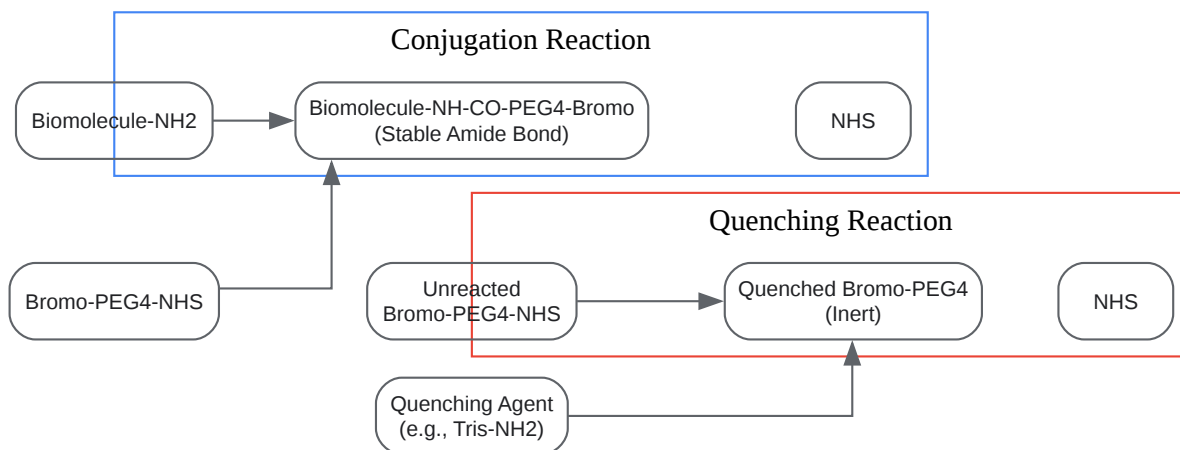 Conjugation Reaction
Biomolecule-NH2
Biomolecule-NH-CO-PEG4-Bromo
(Stable Amide Bond)
NHS
Quenching Reaction
Bromo-PEG4-NHS
Unreacted
Bromo-PEG4-NHS
Quenched Bromo-PEG4
(Inert)
NHS
Quenching Agent
(e.g., Tris-NH2)